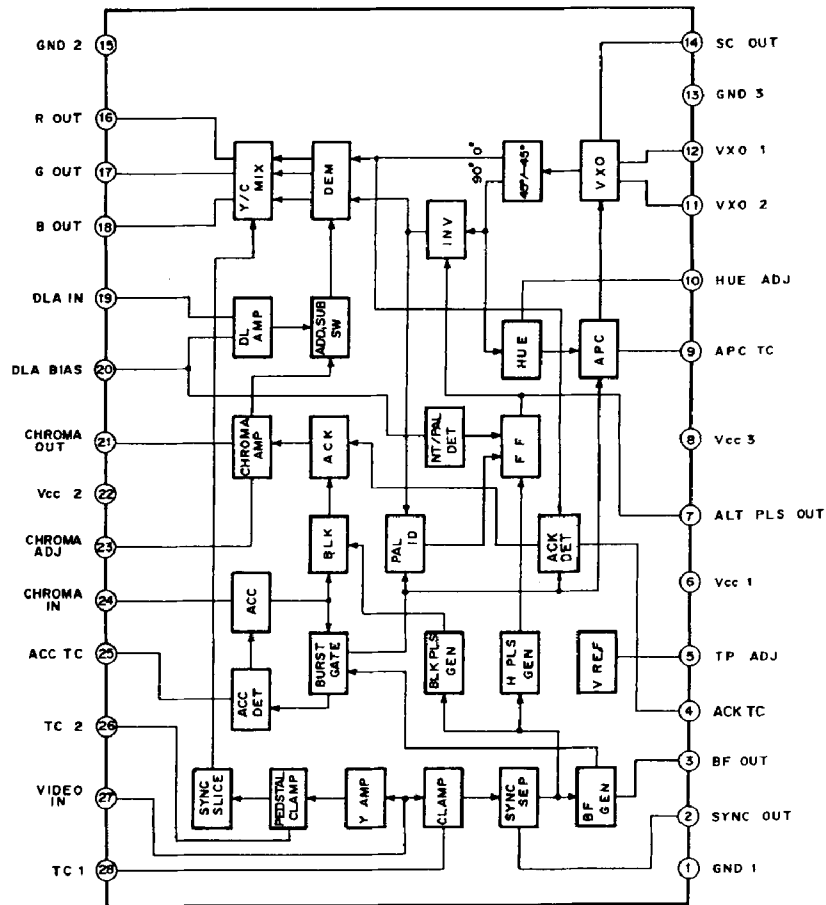 GND 2
15
R OUT
16
G OUT
17
B OUT
18
DLA IN
19
DLA BIAS
20
CHROMA
OUT
21
Vcc 2
22
CHROMA
ADJ
23
CHROMA
IN
24
ACC TC
25
TC 2
26
VIDEO
IN
27
TC 1
28
14
SC OUT
13
GND 3
12
VXO 1
11
VXO 2
10
HUE ADJ
9
APC TC
8
Vcc 3
7
ALT PLS OUT
6
Vcc 1
5
TP ADJ
4
ACK TC
3
BF OUT
2
SYNC OUT
1
GND 1
Y/C
MIX
DEM
90° 0°
45°/-45°
VXO
INV
DL
AMP
ADD,SUB
SW
HUE
APC
CHROMA
AMP
ACK
NT/PAL
DET
FF
BLK
PAL
ID
ACK
DET
ACC
BURST
GATE
BLK PLS
GEN
H PLS
GEN
V REF
ACC
DET
SYNC
SLICE
PEDSTAL
CLAMP
Y AMP
CLAMP
SYNC
SEP
BF
GEN